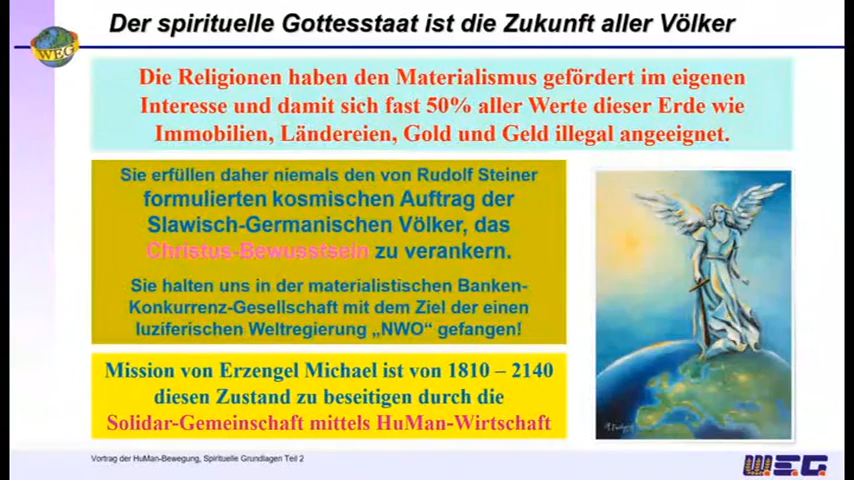 Der spirituelle Gottesstaat ist die Zukunft aller Völker
WEG
Die Religionen haben den Materialismus gefördert im eigenen
Interesse und damit sich fast 50% aller Werte dieser Erde wie
Immobilien, Ländereien, Gold und Geld illegal angeeignet.
Sie erfüllen daher niemals den von Rudolf Steiner
formulierten kosmischen Auftrag der
Slawisch-Germanischen Völker, das
Christus-Bewusstsein zu verankern.
Sie halten uns in der materialistischen Banken-
Konkurrenz-Gesellschaft mit dem Ziel der einen
luziferischen Weltregierung „NWO" gefangen!
Mission von Erzengel Michael ist von 1810 – 2140
diesen Zustand zu beseitigen durch die
Solidar-Gemeinschaft mittels HuMan-Wirtschaft
Vortrag der HuMan-Bewegung, Spirituelle Grundlagen Teil 2
WEG